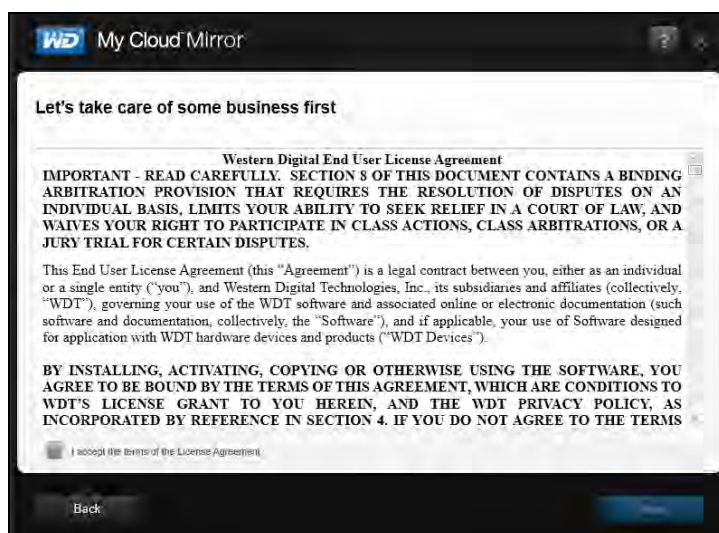 WD My Cloud Mirror
?
Let's take care of some business first
Western Digital End User License Agreement
IMPORTANT - READ CAREFULLY. SECTION 8 OF THIS DOCUMENT CONTAINS A BINDING
ARBITRATION PROVISION THAT REQUIRES THE RESOLUTION OF DISPUTES ON AN
INDIVIDUAL BASIS, LIMITS YOUR ABILITY TO SEEK RELIEF IN A COURT OF LAW, AND
WAIVES YOUR RIGHT TO PARTICIPATE IN CLASS ACTIONS, CLASS ARBITRATIONS, OR A
JURY TRIAL FOR CERTAIN DISPUTES.
This End User License Agreement (this “Agreement”) is a legal contract between you, either as an individual
or a single entity (“you”), and Western Digital Technologies, Inc., its subsidiaries and affiliates (collectively,
“WDT”), governing your use of the WDT software and associated online or electronic documentation (such
software and documentation, collectively, the “Software”), and if applicable, your use of Software designed
for application with WDT hardware devices and products (“WDT Devices”).
BY INSTALLING, ACTIVATING, COPYING OR OTHERWISE USING THE SOFTWARE, YOU
AGREE TO BE BOUND BY THE TERMS OF THIS AGREEMENT, WHICH ARE CONDITIONS TO
WDT'S LICENSE GRANT TO YOU HEREIN, AND THE WDT PRIVACY POLICY, AS
INCORPORATED BY REFERENCE IN SECTION 4. IF YOU DO NOT AGREE TO THE TERMS
I accept the terms of the License Agreement
Back